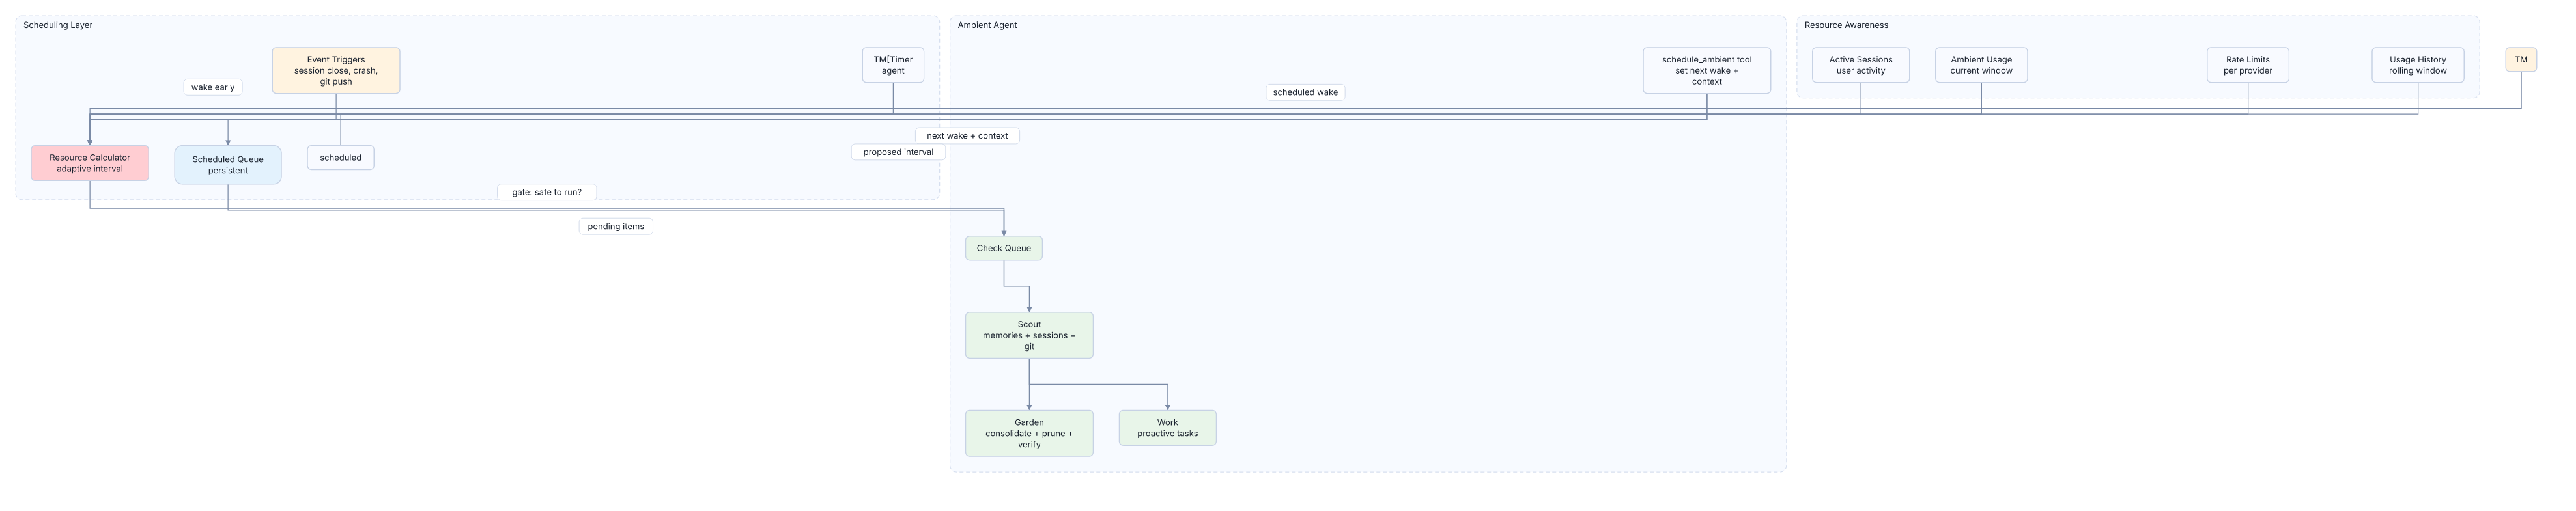 Scheduling Layer
Ambient Agent
Resource Awareness
Event Triggers
session close, crash,
git push
TM[Timer
agent
schedule_ambient tool
set next wake +
context
Active Sessions
user activity
Ambient Usage
current window
Rate Limits
per provider
Usage History
rolling window
TM
wake early
scheduled wake
next wake + context
proposed interval
Resource Calculator
adaptive interval
Scheduled Queue
persistent
scheduled
gate: safe to run?
pending items
Check Queue
Scout
memories + sessions +
git
Garden
consolidate + prune +
verify
Work
proactive tasks